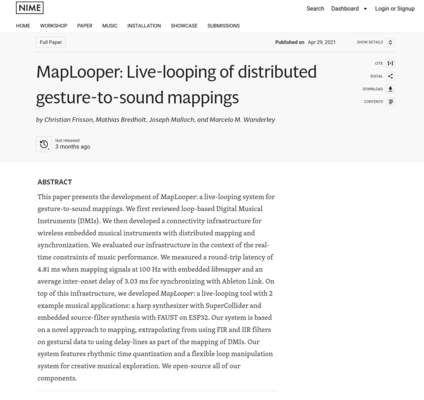 NIME
Search Dashboard Login or Signup
HOME WORKSHOP PAPER MUSIC INSTALLATION SHOWCASE SUBMISSIONS
Full Paper
Published on Apr 29, 2021
SHOW DETAILS
MapLooper: Live-looping of distributed
gesture-to-sound mappings
by Christian Frisson, Mathias Bredholt, Joseph Malloch, and Marcelo M. Wanderley
CITE
SOCIAL
DOWNLOAD
CONTENTS
last released
3 months ago
ABSTRACT
This paper presents the development of MapLooper: a live-looping system for
gesture-to-sound mappings. We first reviewed loop-based Digital Musical
Instruments (DMIs). We then developed a connectivity infrastructure for
wireless embedded musical instruments with distributed mapping and
synchronization. We evaluated our infrastructure in the context of the real-
time constraints of music performance. We measured a round-trip latency of
4.81 ms when mapping signals at 100 Hz with embedded libmapper and an
average inter-onset delay of 3.03 ms for synchronizing with Ableton Link. On
top of this infrastructure, we developed MapLooper: a live-looping tool with 2
example musical applications: a harp synthesizer with SuperCollider and
embedded source-filter synthesis with FAUST on ESP32. Our system is based
on a novel approach to mapping, extrapolating from using FIR and IIR filters
on gestural data to using delay-lines as part of the mapping of DMIs. Our
system features rhythmic time quantization and a flexible loop manipulation
system for creative musical exploration. We open-source all of our
components.